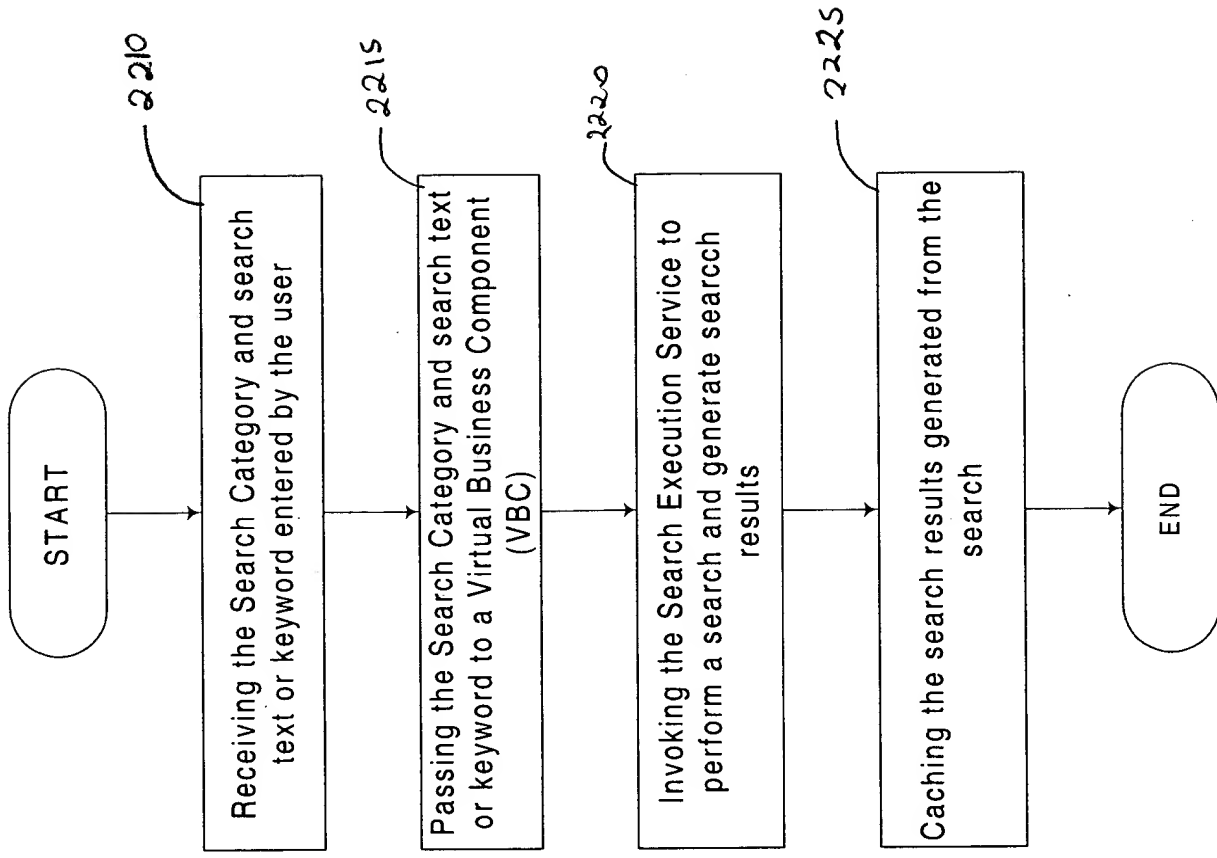 START
2210
Receiving the Search Category and search
text or keyword entered by the user
2215
Passing the Search Category and search text
or keyword to a Virtual Business Component
(VBC)
2220
Invoking the Search Execution Service to
perform a search and generate searcch
results
2225
Caching the search results generated from the
search
END